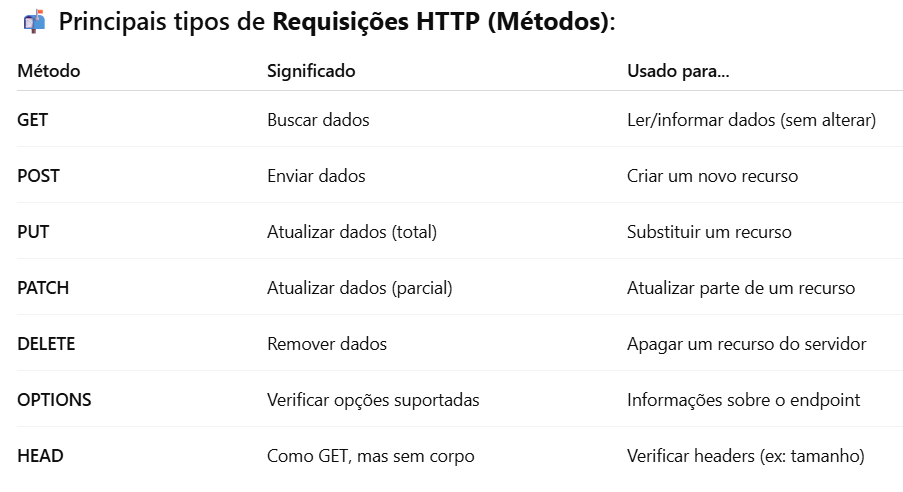 📬 Principais tipos de Requisições HTTP (Métodos):
Método Significado Usado para...
GET Buscar dados Ler/informar dados (sem alterar)
POST Enviar dados Criar um novo recurso
PUT Atualizar dados (total) Substituir um recurso
PATCH Atualizar dados (parcial) Atualizar parte de um recurso
DELETE Remover dados Apagar um recurso do servidor
OPTIONS Verificar opções suportadas Informações sobre o endpoint
HEAD Como GET, mas sem corpo Verificar headers (ex: tamanho)